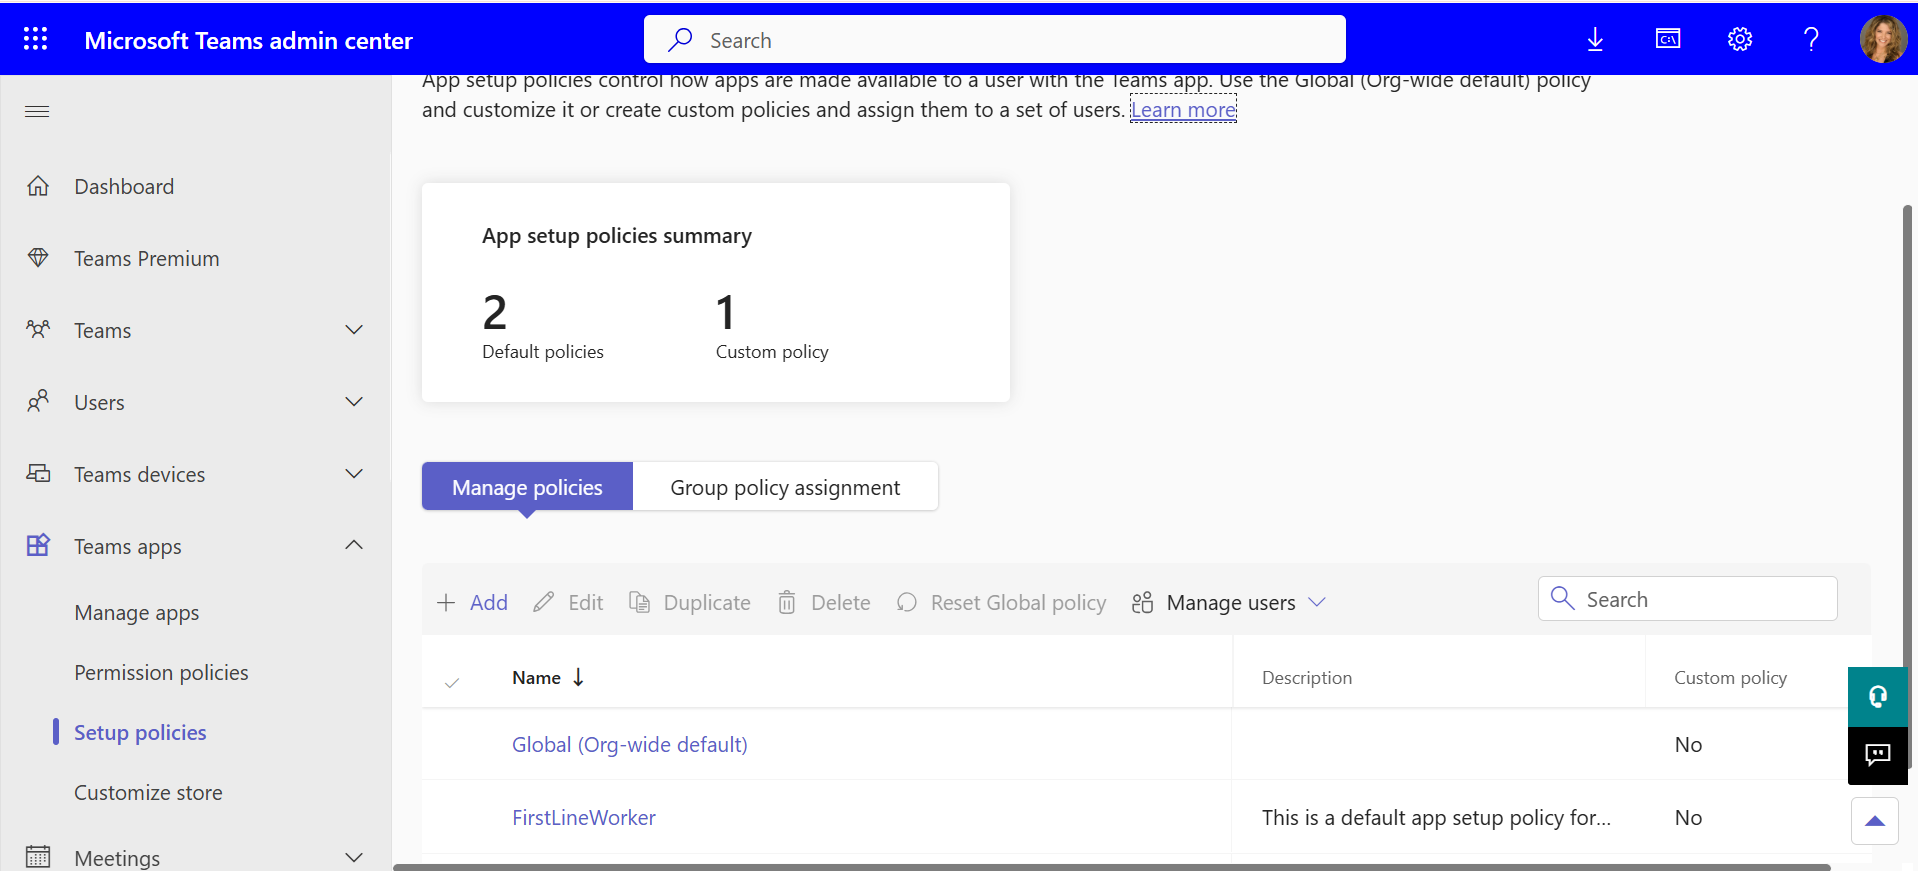 Microsoft Teams admin center
Search
App setup policies control how apps are made available to a user with the Teams app. Use the Global (Org-wide default) policy
and customize it or create custom policies and assign them to a set of users. Learn more
Dashboard
Teams Premium
Teams
Users
Teams devices
Teams apps
Manage apps
Permission policies
Setup policies
Customize store
Meetings
App setup policies summary
2 1
Default policies Custom policy
Manage policies Group policy assignment
Add Edit Duplicate Delete Reset Global policy Manage users Search
Name Description Custom policy
Global (Org-wide default) No
FirstLineWorker This is a default app setup policy for... No